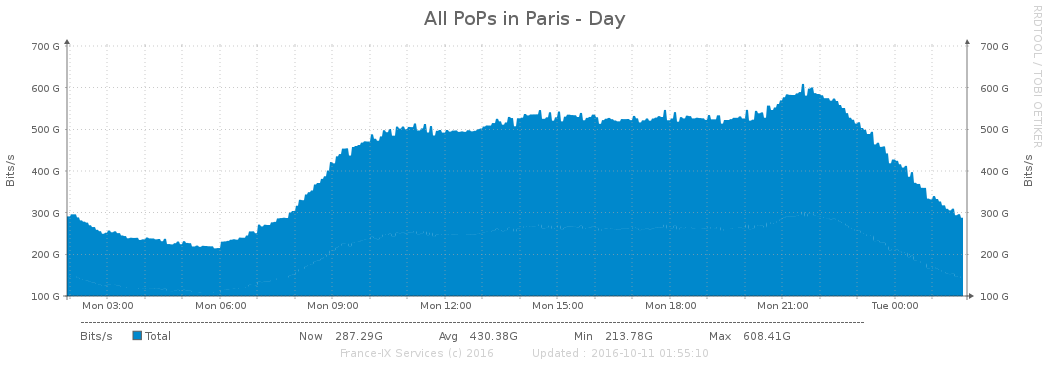 All PoPs in Paris - Day
RRDTOOL / TOBI OETIKER
700 G 700 G
600 G 600 G
500 G 500 G
400 G 400 G
300 G 300 G
200 G 200 G
100 G 100 G
Bits/s
Bits/s
Mon 03:00 Mon 06:00 Mon 09:00 Mon 12:00 Mon 15:00 Mon 18:00 Mon 21:00 Tue 00:00
Bits/s Total Now 287.29G Avg 430.38G Min 213.78G Max 608.41G
France-IX Services (c) 2016 Updated : 2016-10-11 01:55:10